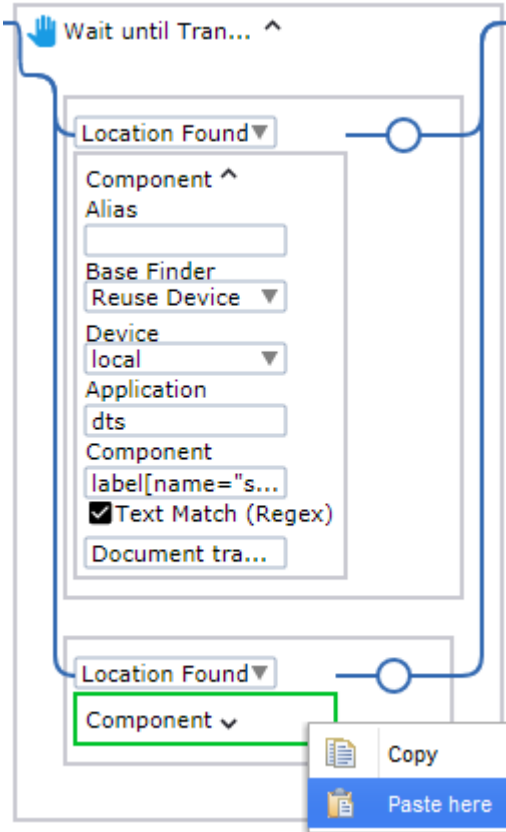 Wait until Tran...
Location Found
Component
Alias
Base Finder
Reuse Device
Device
local
Application
dts
Component
label[name="s...
Text Match (Regex)
Document tra...
Location Found
Component
Copy
Paste here